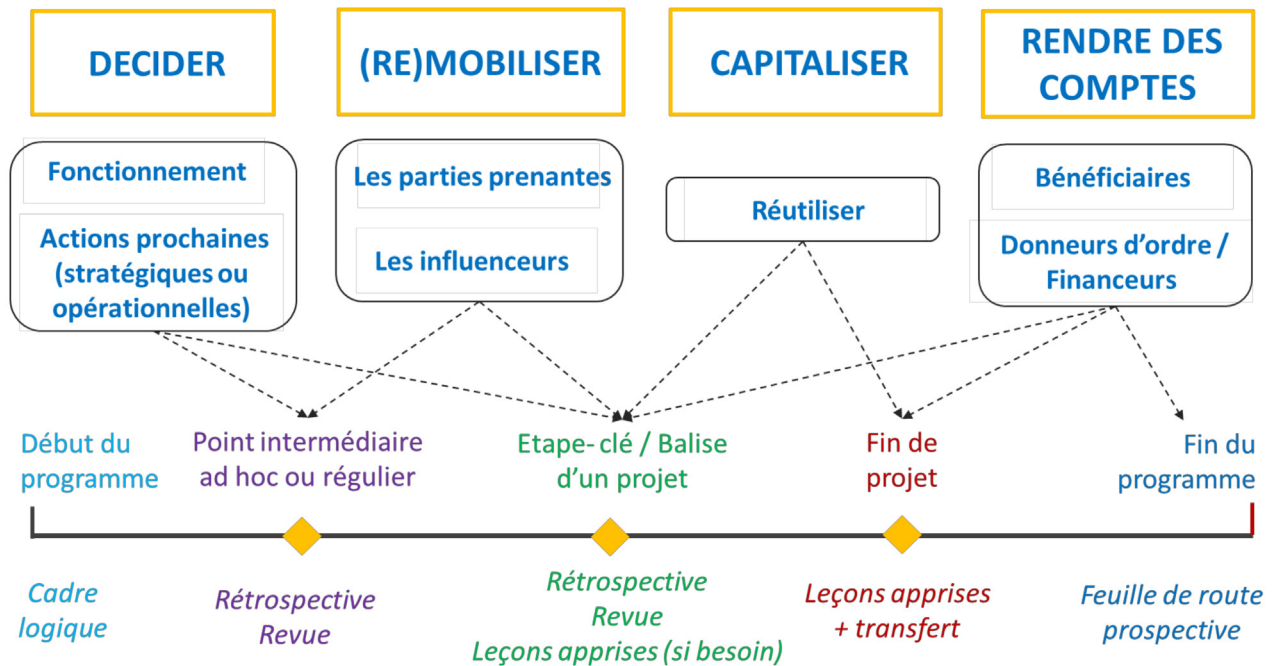 DECIDER
(RE)MOBILISER
CAPITALISER
RENDRE DES
COMPTES
Fonctionnement
Actions prochaines
(stratégiques ou
opérationnelles)
Les parties prenantes
Les influenceurs
Réutiliser
Bénéficiaires
Donneurs d’ordre /
Financeurs
Début du
programme
Point intermédiaire
ad hoc ou régulier
Etape- clé / Balise
d’un projet
Fin de
projet
Fin du
programme
Cadre
logique
Rétrospective
Revue
Rétrospective
Revue
Leçons apprises (si besoin)
Leçons apprises
+ transfert
Feuille de route
prospective